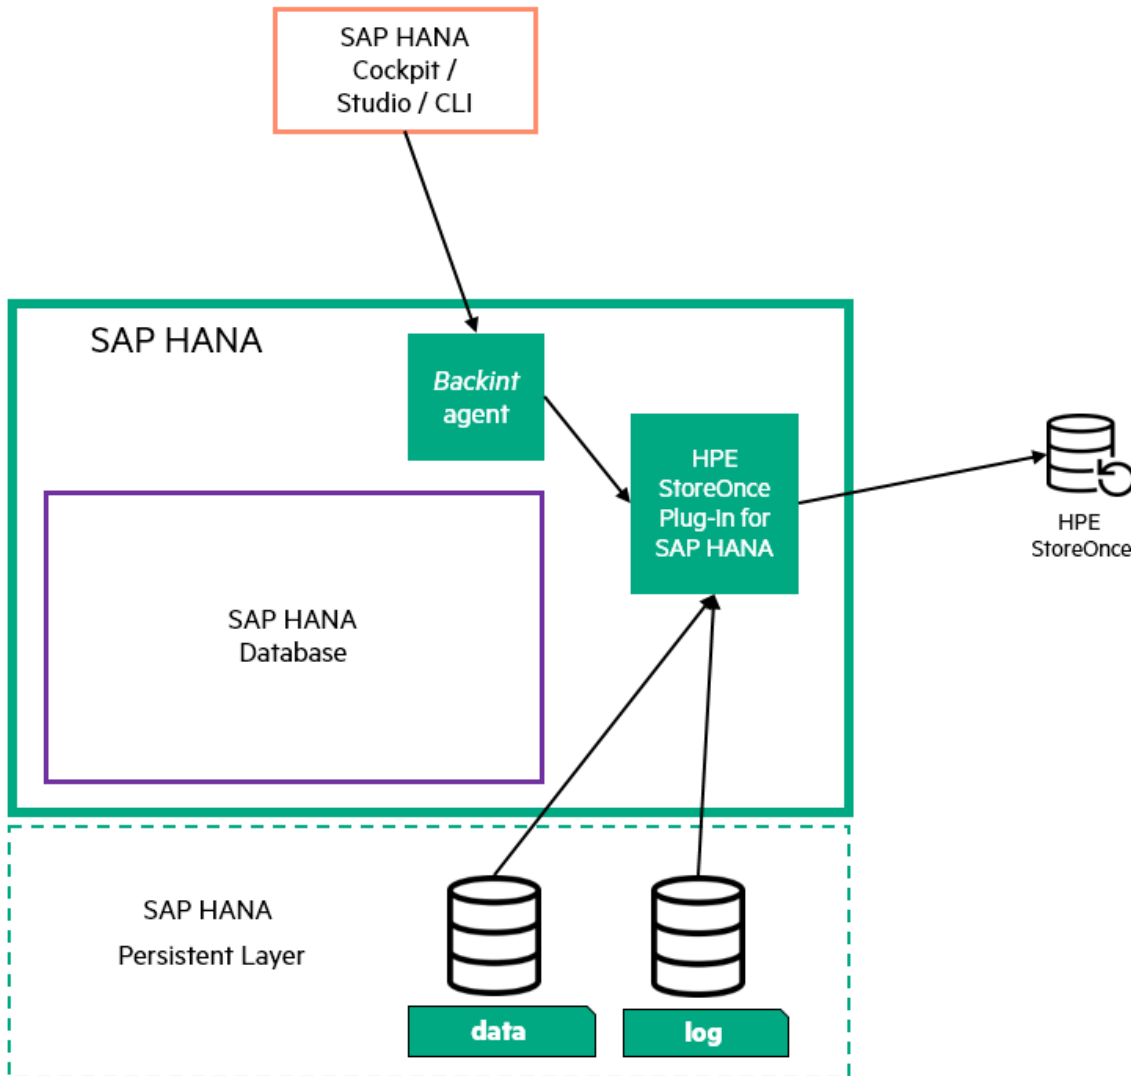 SAP HANA
Cockpit /
Studio / CLI
SAP HANA
Backint
agent
HPE
StoreOnce
Plug-In for
SAP HANA
HPE
StoreOnce
SAP HANA
Database
SAP HANA
Persistent Layer
data
log